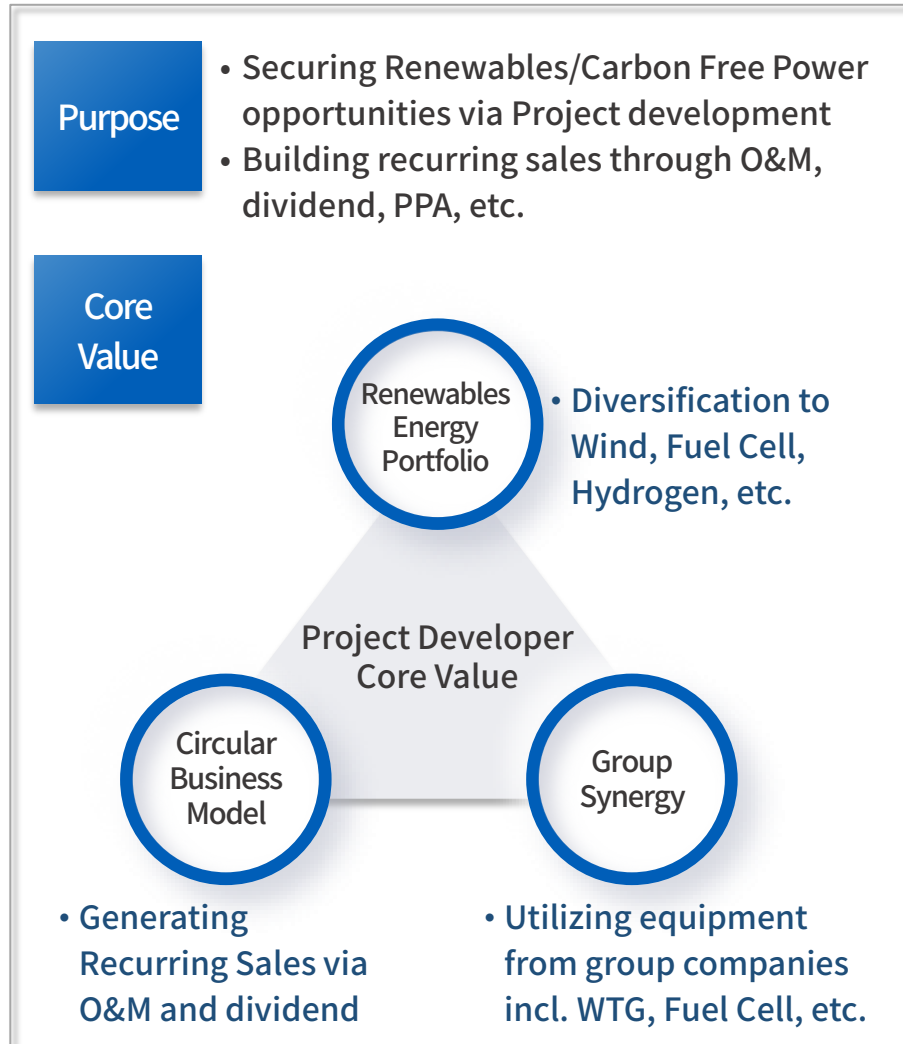 Purpose
• Securing Renewables/Carbon Free Power
opportunities via Project development
• Building recurring sales through O&M,
dividend, PPA, etc.
Core
Value
Renewables
Energy
Portfolio
• Diversification to
Wind, Fuel Cell,
Hydrogen, etc.
Project Developer
Core Value
Circular
Business
Model
Group
Synergy
• Generating
Recurring Sales via
O&M and dividend
• Utilizing equipment
from group companies
incl. WTG, Fuel Cell, etc.